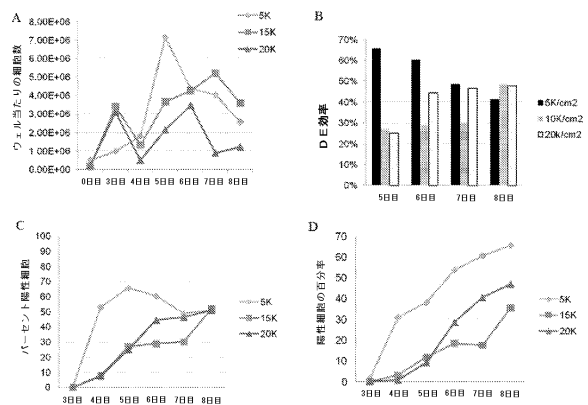 A
ウェル当たりの細胞数
8.00E+06
7.00E+06
6.00E+06
5.00E+06
4.00E+06
3.00E+06
2.00E+06
1.00E+06
0.00E+00
0日目 3日目 4日目 5日目 6日目 7日目 8日目
5K
15K
20K
B
DE効率
70%
60%
50%
40%
30%
20%
10%
0%
5日目 6日目 7日目 8日目
5K/cm2
10K/cm2
20k/cm2
C
パーセント陽性細胞
100
90
80
70
60
50
40
30
20
10
0
3日目 4日目 5日目 6日目 7日目 8日目
5K
15K
20K
D
陽性細胞の百分率
70
60
50
40
30
20
10
0
3日目 4日目 5日目 6日目 7日目 8日目
5K
15K
20K